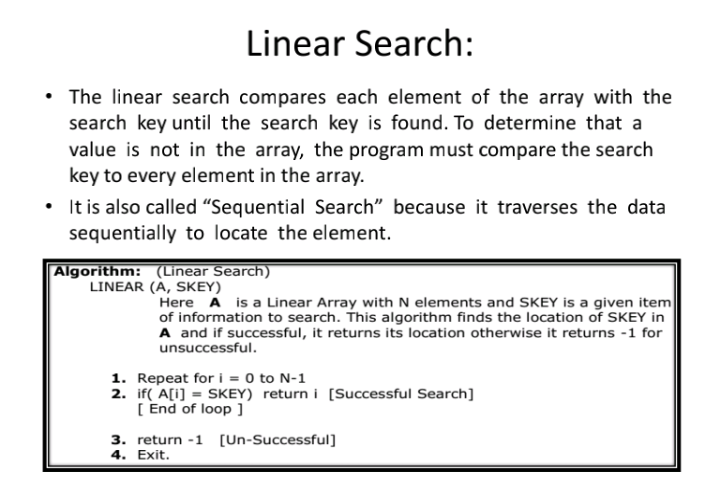 Linear Search:
• The linear search compares each element of the array with the
search key until the search key is found. To determine that a
value is not in the array, the program must compare the search
key to every element in the array.
• It is also called “Sequential Search” because it traverses the data
sequentially to locate the element.
Algorithm: (Linear Search)
LINEAR (A, SKEY)
Here A is a Linear Array with N elements and SKEY is a given item
of information to search. This algorithm finds the location of SKEY in
A and if successful, it returns its location otherwise it returns -1 for
unsuccessful.
1. Repeat for i = 0 to N-1
2. if( A[i] = SKEY) return i [Successful Search]
[ End of loop ]
3. return -1 [Un-Successful]
4. Exit.